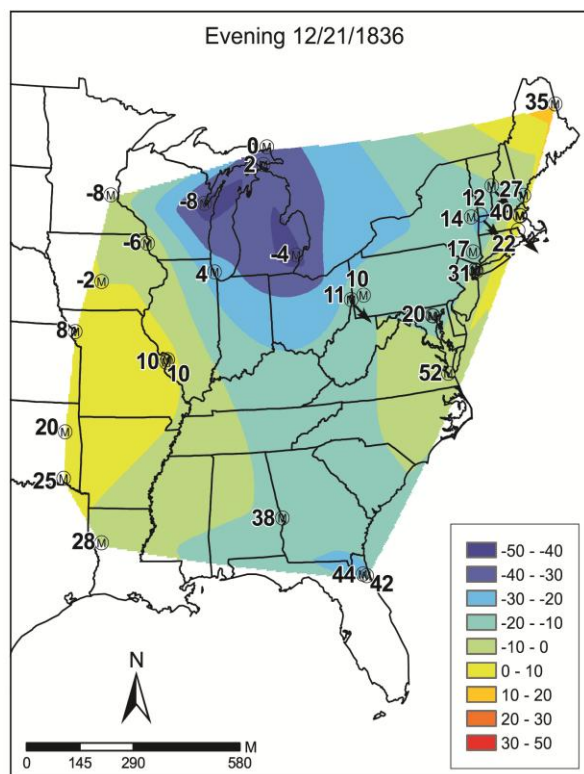 Evening 12/21/1836
35 M
0 M
2
-8 M
-8 M
12 M
27 M
14 M
40 M
-6 M
22
17 M
-4 M
4 M
31 M
-2 M
10
11 M M
20 M
8 M
10 M
10
52 M
20 M
25 M
38 M
28 M
44 M
42
N
0 145 290 580 M
-50 - -40
-40 - -30
-30 - -20
-20 - -10
-10 - 0
0 - 10
10 - 20
20 - 30
30 - 50